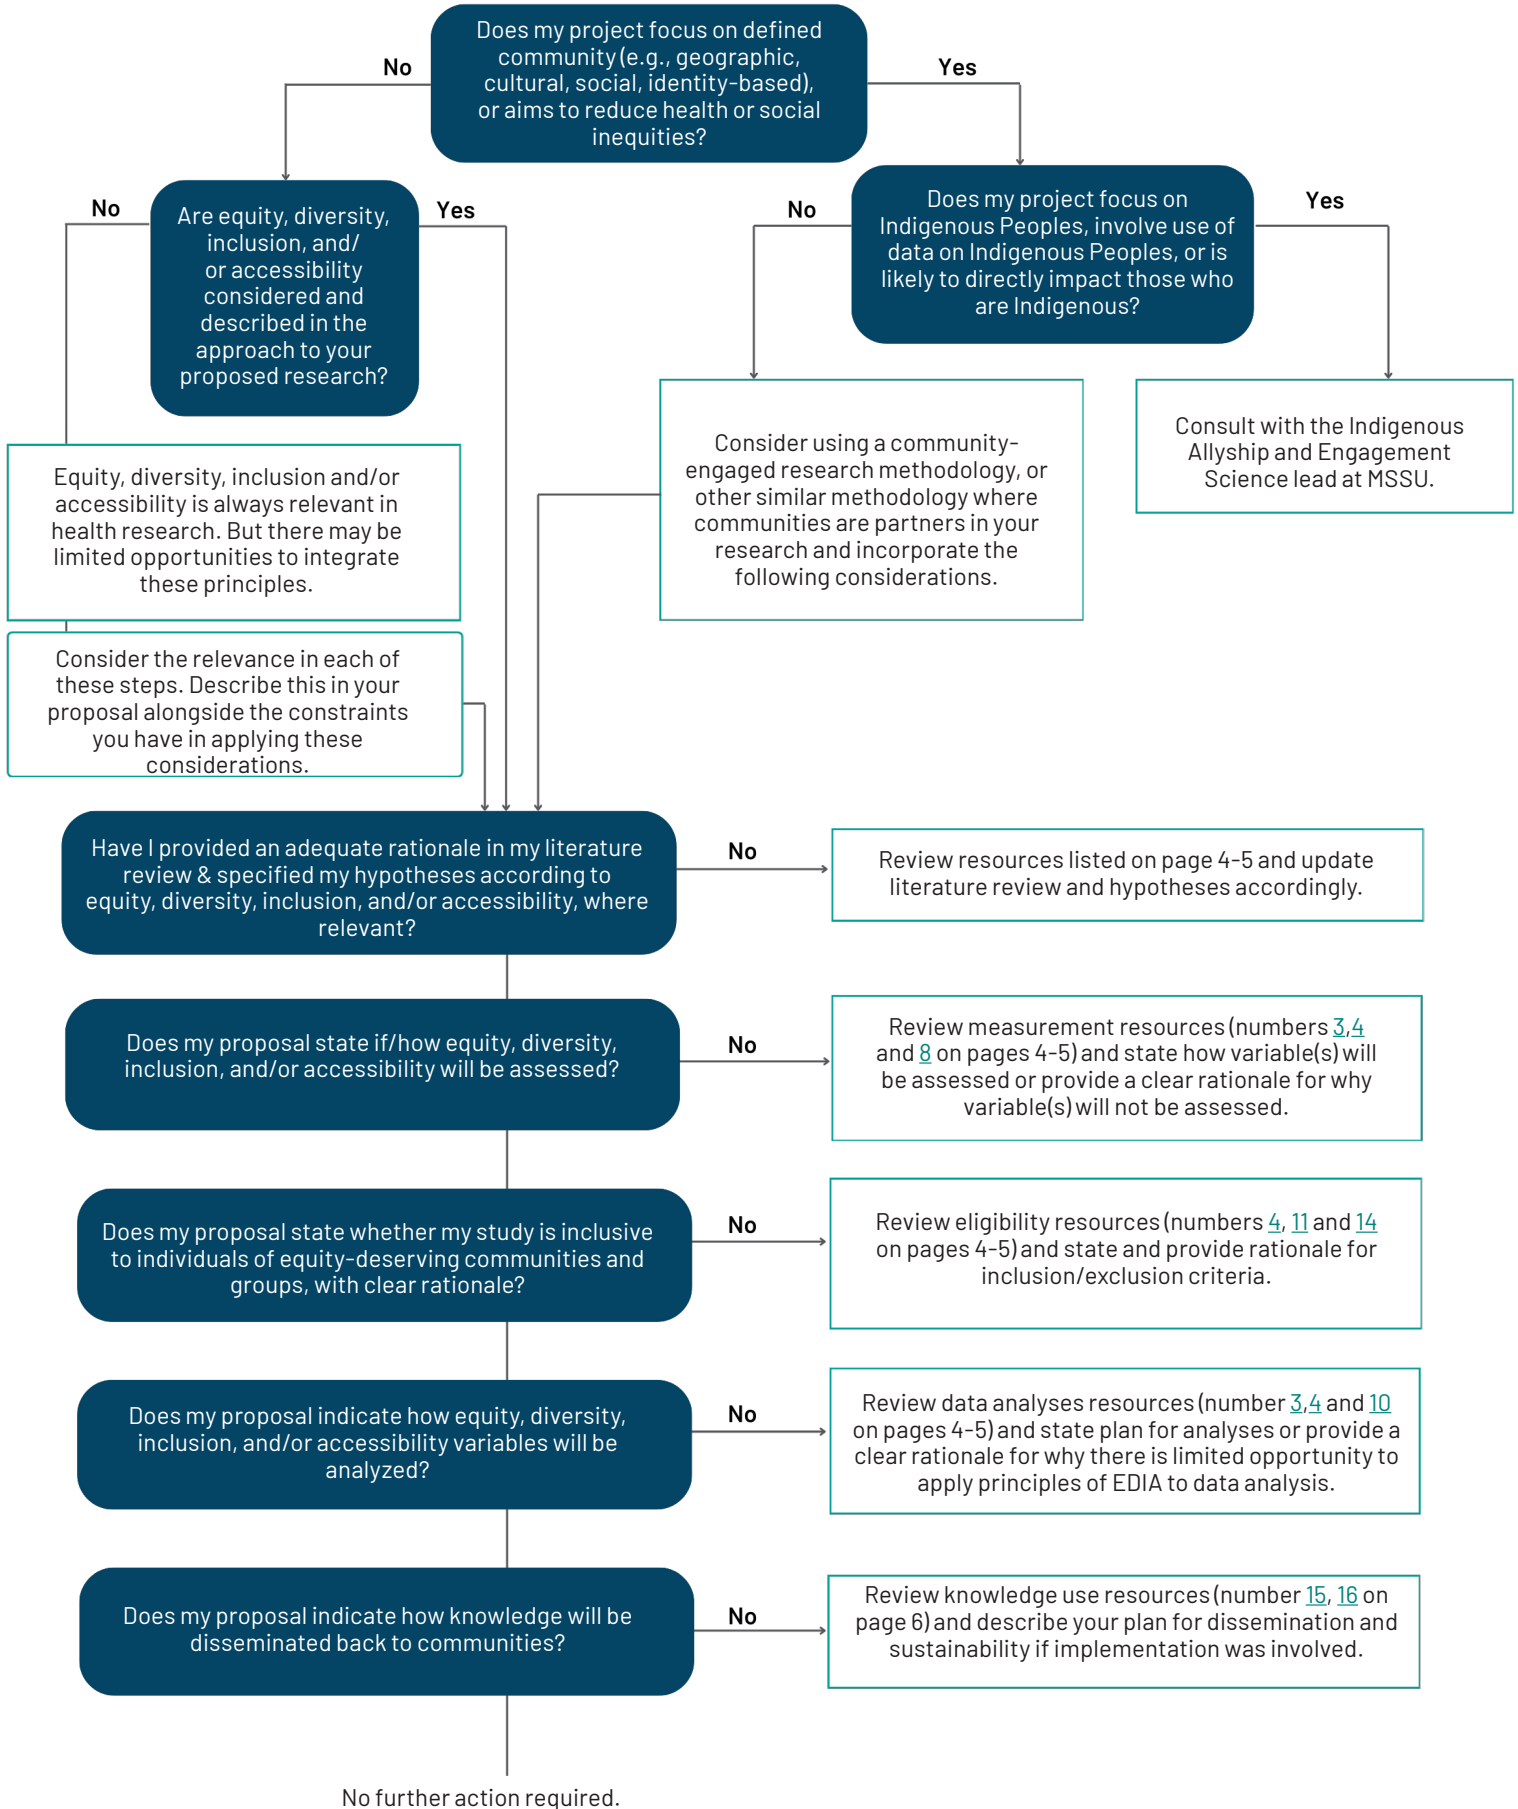 Does my project focus on defined
community (e.g., geographic,
cultural, social, identity-based),
or aims to reduce health or social
inequities?
No
Yes
Are equity, diversity,
inclusion, and/
or accessibility
considered and
described in the
approach to your
proposed research?
No
Yes
Does my project focus on
Indigenous Peoples, involve use of
data on Indigenous Peoples, or is
likely to directly impact those who
are Indigenous?
No
Yes
Equity, diversity, inclusion and/or
accessibility is always relevant in
health research. But there may be
limited opportunities to integrate
these principles.
Consider the relevance in each of
these steps. Describe this in your
proposal alongside the constraints
you have in applying these
considerations.
Consider using a community-
engaged research methodology, or
other similar methodology where
communities are partners in your
research and incorporate the
following considerations.
Consult with the Indigenous
Allyship and Engagement
Science lead at MSSU.
Have I provided an adequate rationale in my literature
review & specified my hypotheses according to
equity, diversity, inclusion, and/or accessibility, where
relevant?
No
Review resources listed on page 4-5 and update
literature review and hypotheses accordingly.
Does my proposal state if/how equity, diversity,
inclusion, and/or accessibility will be assessed?
No
Review measurement resources (numbers 3,4
and 8 on pages 4-5) and state how variable(s) will
be assessed or provide a clear rationale for why
variable(s) will not be assessed.
Does my proposal state whether my study is inclusive
to individuals of equity-deserving communities and
groups, with clear rationale?
No
Review eligibility resources (numbers 4, 11 and 14
on pages 4-5) and state and provide rationale for
inclusion/exclusion criteria.
Does my proposal indicate how equity, diversity,
inclusion, and/or accessibility variables will be
analyzed?
No
Review data analyses resources (number 3,4 and 10
on pages 4-5) and state plan for analyses or provide a
clear rationale for why there is limited opportunity to
apply principles of EDIA to data analysis.
Does my proposal indicate how knowledge will be
disseminated back to communities?
No
Review knowledge use resources (number 15, 16 on
page 6) and describe your plan for dissemination and
sustainability if implementation was involved.
No further action required.